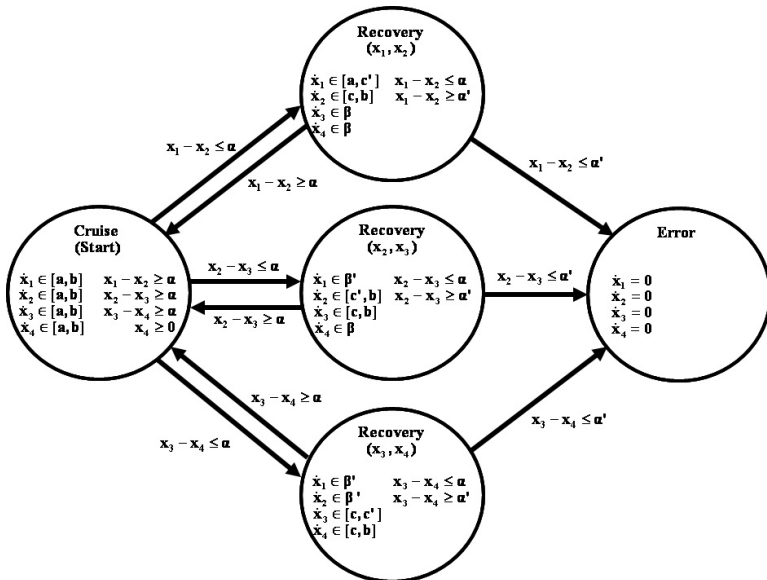 Recovery
(x₁, x₂)
ẋ₁ ∈ [a, c'] x₁ − x₂ ≤ α
ẋ₂ ∈ [c, b] x₁ − x₂ ≥ α'
ẋ₃ ∈ β
ẋ₄ ∈ β
x₁ − x₂ ≤ α
x₁ − x₂ ≥ α
x₁ − x₂ ≤ α'
Cruise
(Start)
ẋ₁ ∈ [a, b] x₁ − x₂ ≥ α
ẋ₂ ∈ [a, b] x₂ − x₃ ≥ α
ẋ₃ ∈ [a, b] x₃ − x₄ ≥ α
ẋ₄ ∈ [a, b] x₄ ≥ 0
x₂ − x₃ ≤ α
x₂ − x₃ ≥ α
Recovery
(x₂, x₃)
ẋ₁ ∈ β' x₂ − x₃ ≤ α
ẋ₂ ∈ [c', b] x₂ − x₃ ≥ α'
ẋ₃ ∈ [c, b]
ẋ₄ ∈ β
x₂ − x₃ ≤ α'
Error
ẋ₁ = 0
ẋ₂ = 0
ẋ₃ = 0
ẋ₄ = 0
x₃ − x₄ ≥ α
x₃ − x₄ ≤ α
x₃ − x₄ ≤ α'
Recovery
(x₃, x₄)
ẋ₁ ∈ β' x₃ − x₄ ≤ α
ẋ₂ ∈ β' x₃ − x₄ ≥ α'
ẋ₃ ∈ [c, c']
ẋ₄ ∈ [c, b]